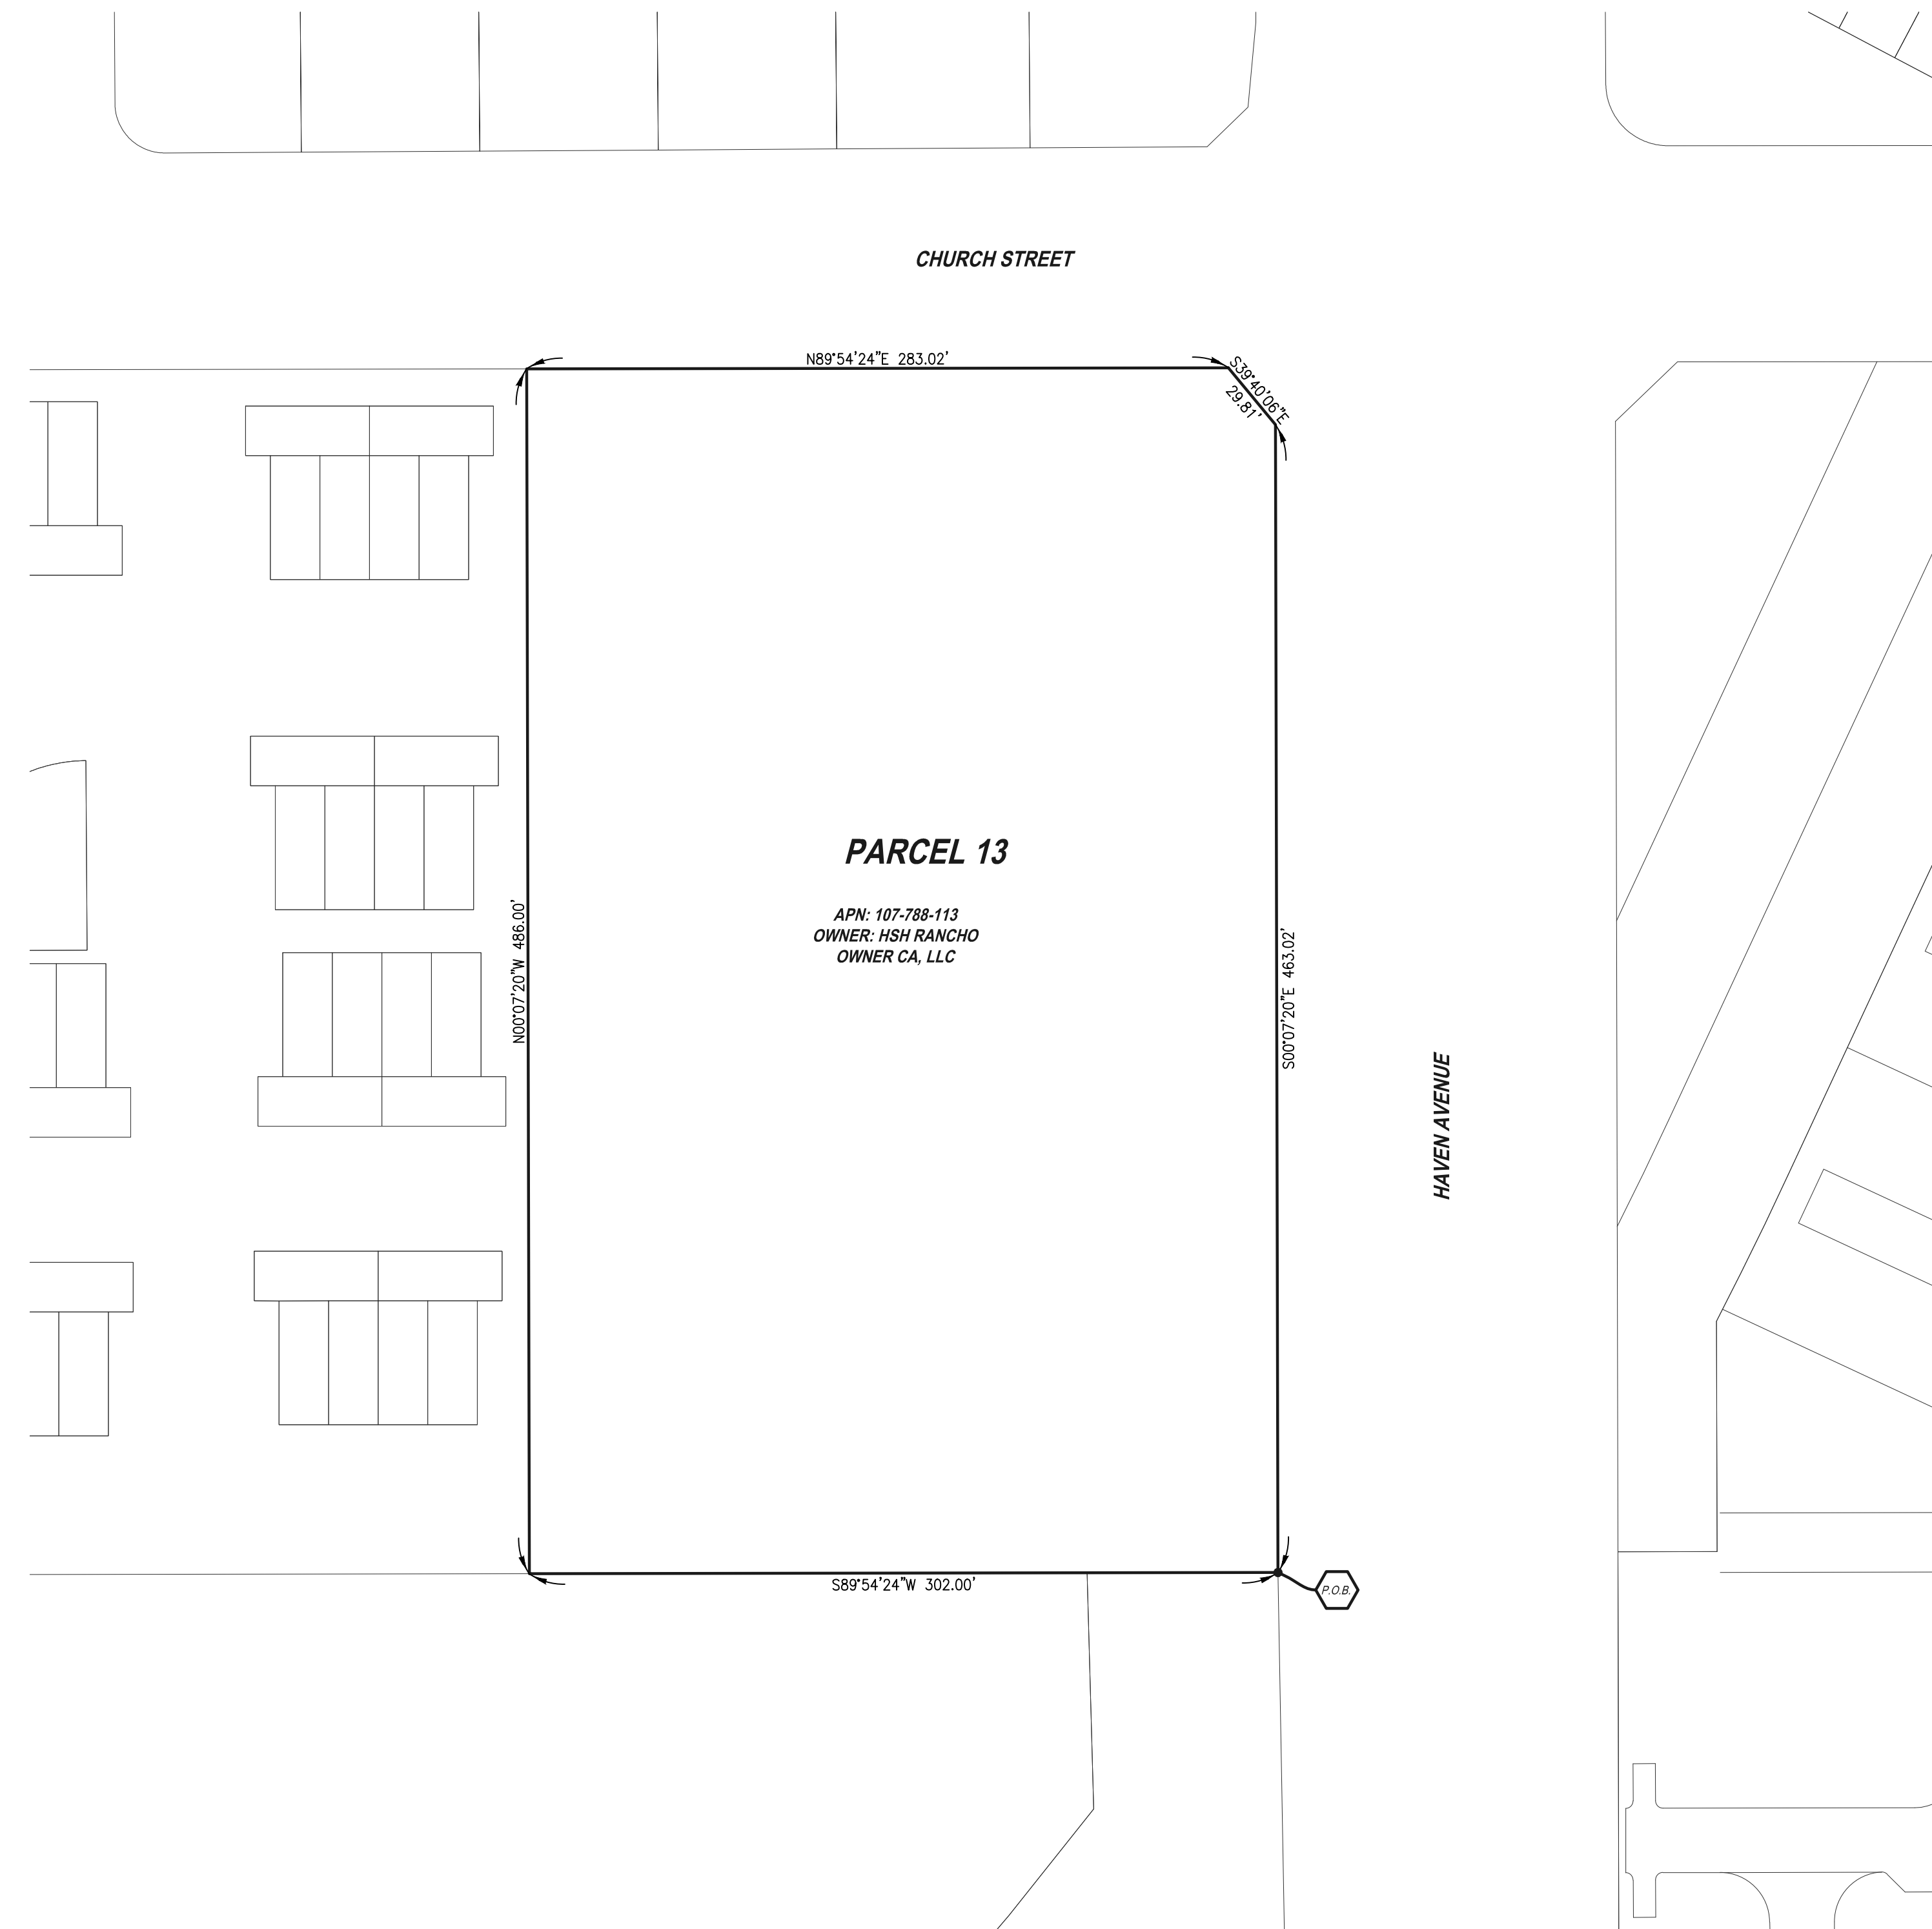 CHURCH STREET
N89°54'24"E 283.02'
S39°40'06"E
29.81'
PARCEL 13
APN: 107-788-113
OWNER: HSH RANCHO
OWNER CA, LLC
N00°07'20"W 486.00'
S00°07'20"E 463.02'
HAVEN AVENUE
S89°54'24"W 302.00'
P.O.B.